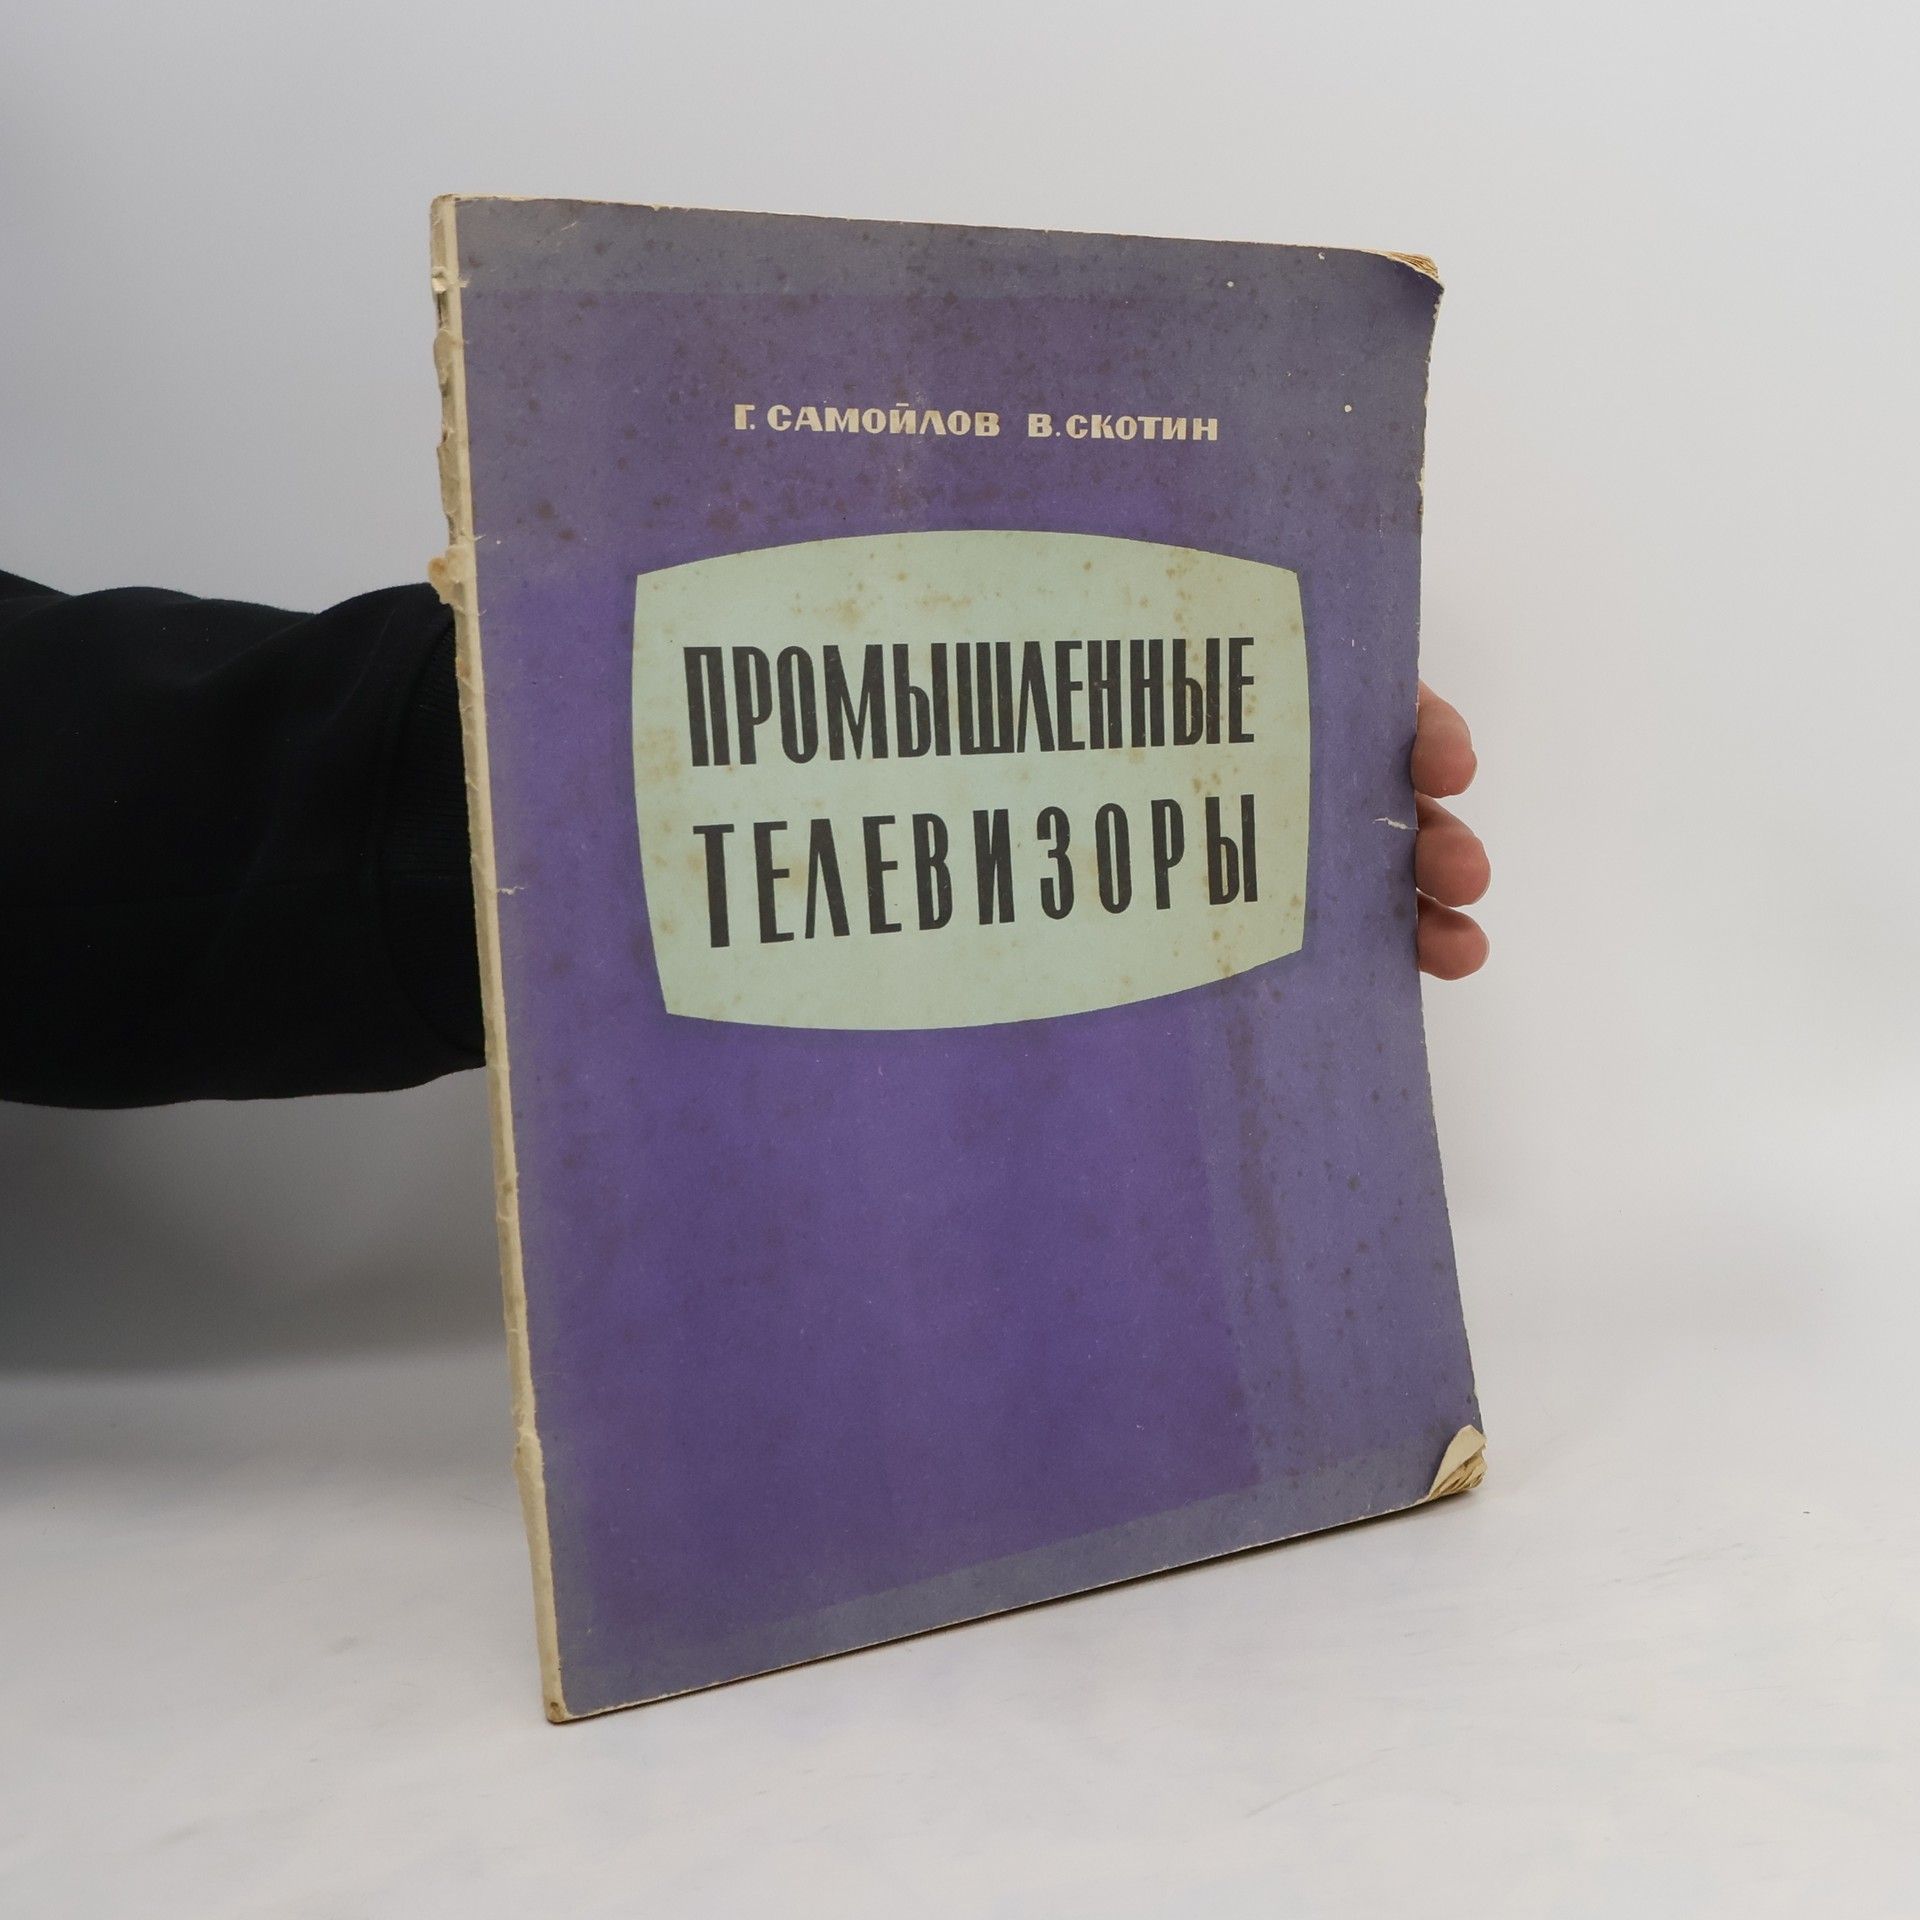 Г. САМОЙЛОВ В. СКОТИН
ПРОМЫШЛЕННЫЕ
ТЕЛЕВИЗОРЫ